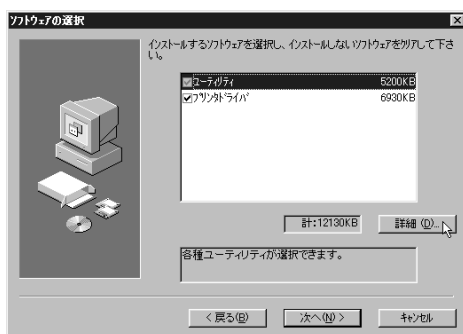 ソフトウェアの選択
インストールするソフトウェアを選択し、インストールしないソフトウェアをクリアして下さい。
ユーティリティ 5200KB
プリンタドライバ 6930KB
計:12130KB
詳細 (D)...
各種ユーティリティが選択できます。
< 戻る(B)
次へ(N) >
キャンセル